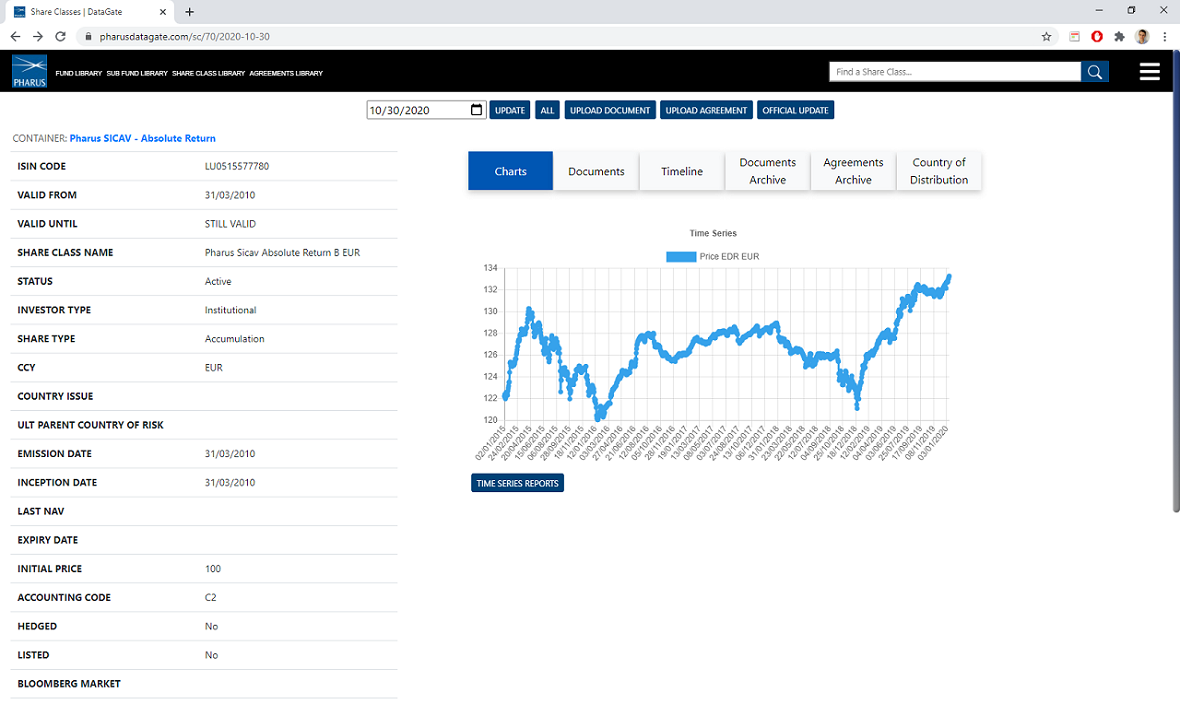 Share Classes | DataGate
pharusdatagate.com/sc/70/2020-10-30
PHARUS
FUND LIBRARY SUB FUND LIBRARY SHARE CLASS LIBRARY AGREEMENTS LIBRARY
Find a Share Class...
10/30/2020 UPDATE ALL UPLOAD DOCUMENT UPLOAD AGREEMENT OFFICIAL UPDATE
CONTAINER: Pharus SICAV - Absolute Return
ISIN CODE LU0515577780
VALID FROM 31/03/2010
VALID UNTIL STILL VALID
SHARE CLASS NAME Pharus Sicav Absolute Return B EUR
STATUS Active
INVESTOR TYPE Institutional
SHARE TYPE Accumulation
CCY EUR
COUNTRY ISSUE
ULT PARENT COUNTRY OF RISK
EMISSION DATE 31/03/2010
INCEPTION DATE 31/03/2010
LAST NAV
EXPIRY DATE
INITIAL PRICE 100
ACCOUNTING CODE C2
HEDGED No
LISTED No
BLOOMBERG MARKET
Charts
Documents
Timeline
Documents Archive
Agreements Archive
Country of Distribution
Time Series
Price EDR EUR
134
132
130
128
126
124
122
120
02/01/2015
24/02/2015
20/04/2015
15/06/2015
06/08/2015
28/09/2015
18/11/2015
12/01/2016
03/03/2016
27/04/2016
21/06/2016
12/08/2016
05/10/2016
28/11/2016
19/01/2017
13/03/2017
08/05/2017
03/07/2017
24/08/2017
13/10/2017
06/12/2017
31/01/2018
23/03/2018
22/05/2018
12/07/2018
04/09/2018
25/10/2018
18/12/2018
12/02/2019
04/04/2019
03/06/2019
25/07/2019
17/09/2019
08/11/2019
03/01/2020
TIME SERIES REPORTS